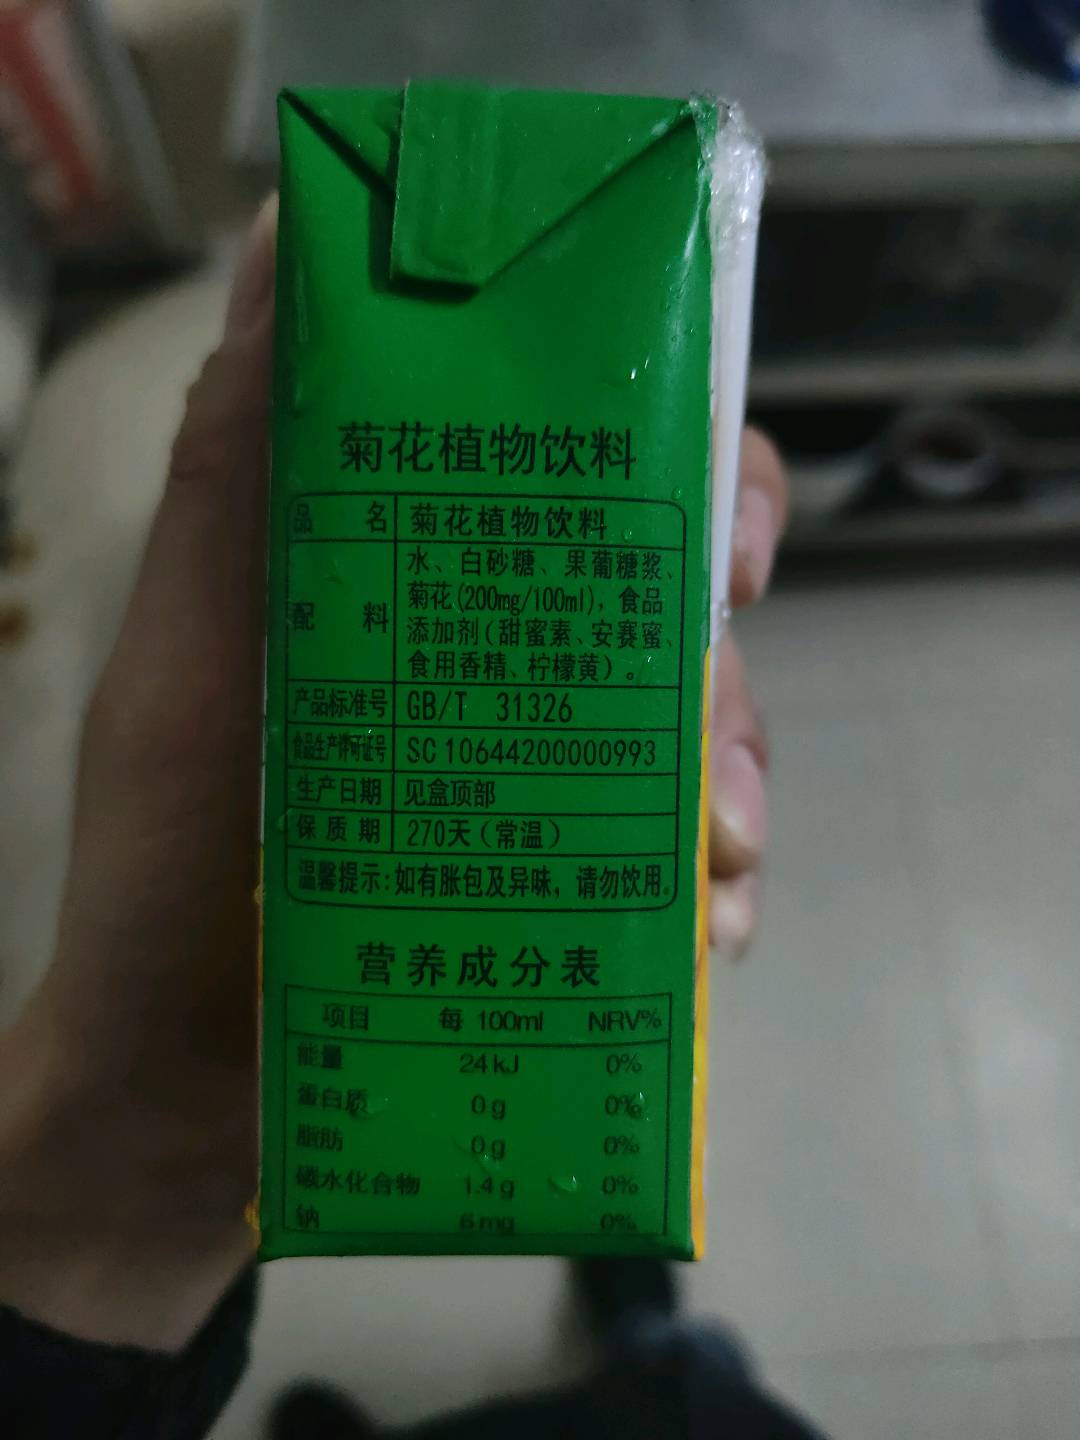 菊花植物饮料
品 名 菊花植物饮料
配 料 水、白砂糖、果葡糖浆、
菊花(200mg/100ml)，食品
添加剂（甜蜜素、安赛蜜、
食用香精、柠檬黄）。
产品标准号 GB/T 31326
食品生产许可证号 SC 10644200000993
生产日期 见盒顶部
保质期 270天（常温）
温馨提示：如有胀包及异味，请勿饮用。
营养成分表
项目 每 100ml NRV%
能量 24kJ 0%
蛋白质 0g 0%
脂肪 0g 0%
碳水化合物 1.4g 0%
钠 6mg 0%